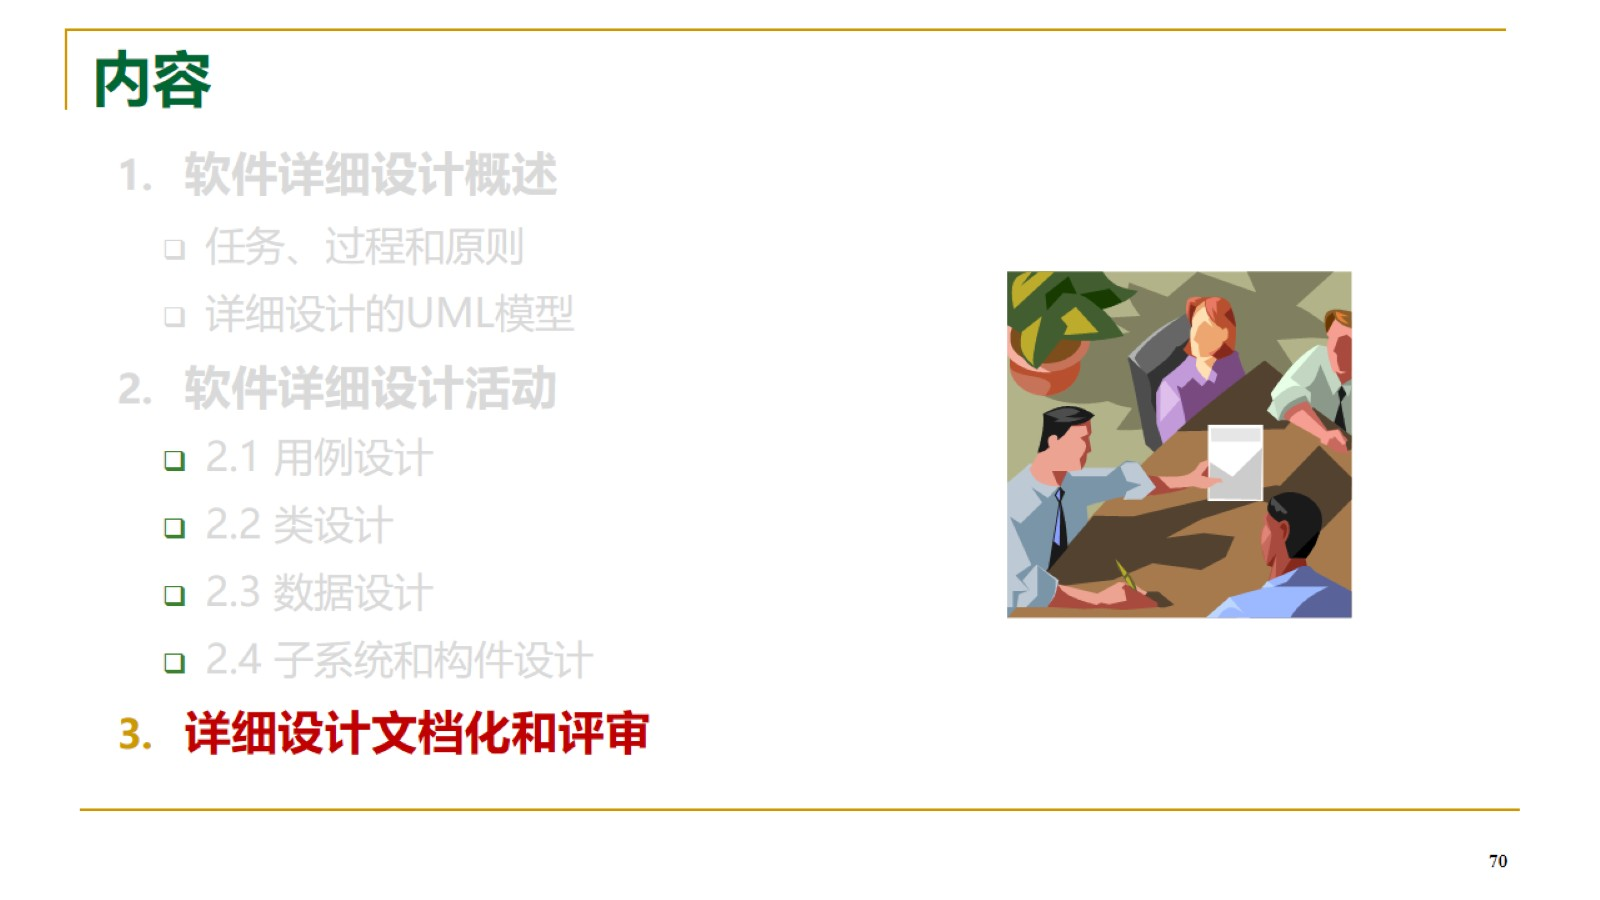 内容
1. 软件详细设计概述
❑ 任务、过程和原则
❑ 详细设计的UML模型
2. 软件详细设计活动
❑ 2.1 用例设计
❑ 2.2 类设计
❑ 2.3 数据设计
❑ 2.4 子系统和构件设计
3. 详细设计文档化和评审
70